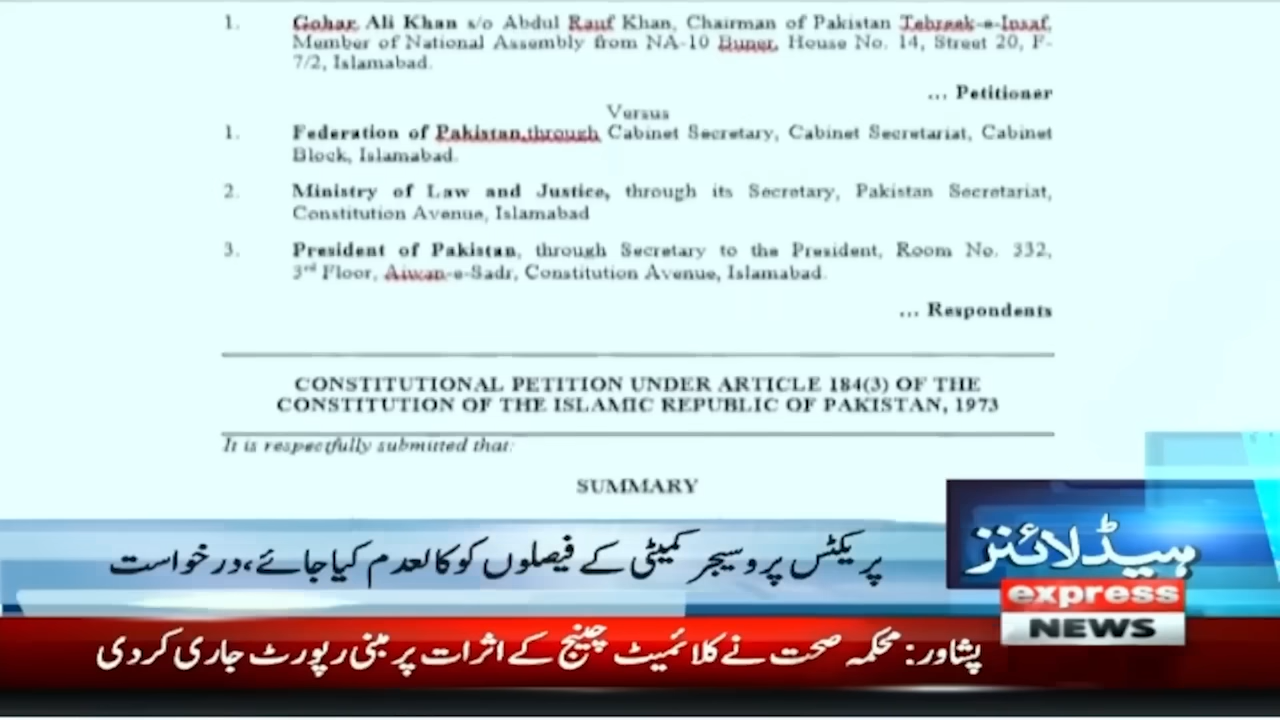 1. Gohar Ali Khan s/o Abdul Rauf Khan, Chairman of Pakistan Tehreek-e-Insaf,
Member of National Assembly from NA-10 Buner, House No. 14, Street 20, F-
7/2, Islamabad.
... Petitioner
Versus
1. Federation of Pakistan,through Cabinet Secretary, Cabinet Secretariat, Cabinet
Block, Islamabad.
2. Ministry of Law and Justice, through its Secretary, Pakistan Secretariat,
Constitution Avenue, Islamabad
3. President of Pakistan, through Secretary to the President, Room No. 332,
3rd Floor, Aiwan-e-Sadr, Constitution Avenue, Islamabad.
... Respondents
CONSTITUTIONAL PETITION UNDER ARTICLE 184(3) OF THE
CONSTITUTION OF THE ISLAMIC REPUBLIC OF PAKISTAN, 1973
It is respectfully submitted that:
SUMMARY
پریکٹس پروسیجر کمیٹی کے فیصلوں کو کالعدم کیا جائے، درخواست
ہیڈلائنز
express
NEWS
پشاور: محکمہ صحت نے کلائمیٹ چینج کے اثرات پر مبنی رپورٹ جاری کردی